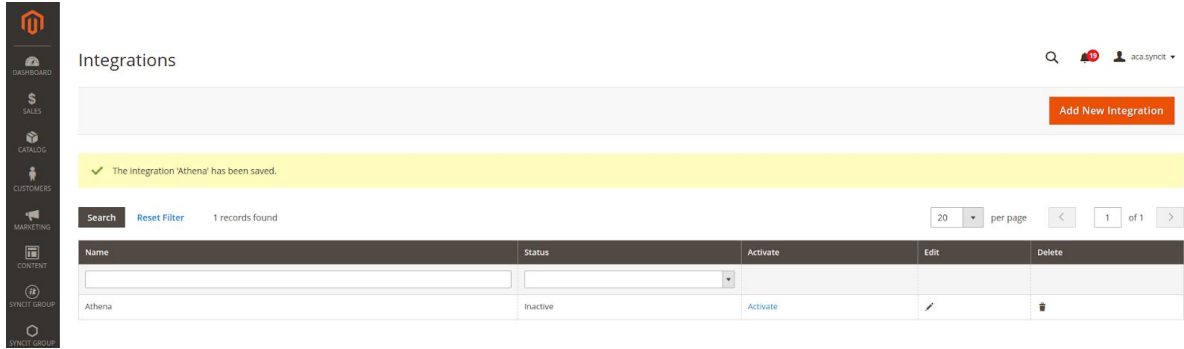 Integrations
19
aca.syncit
DASHBOARD
SALES
CATALOG
CUSTOMERS
MARKETING
CONTENT
SYNCIT GROUP
SYNCIT GROUP
Add New Integration
The integration 'Athena' has been saved.
Search Reset Filter 1 records found 20 per page 1 of 1
Name Status Activate Edit Delete
Athena Inactive Activate